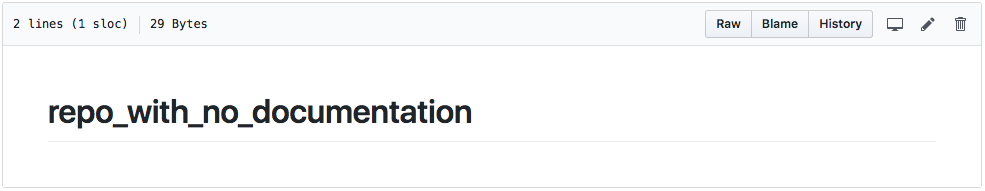 2 lines (1 sloc) 29 Bytes Raw Blame History
repo_with_no_documentation